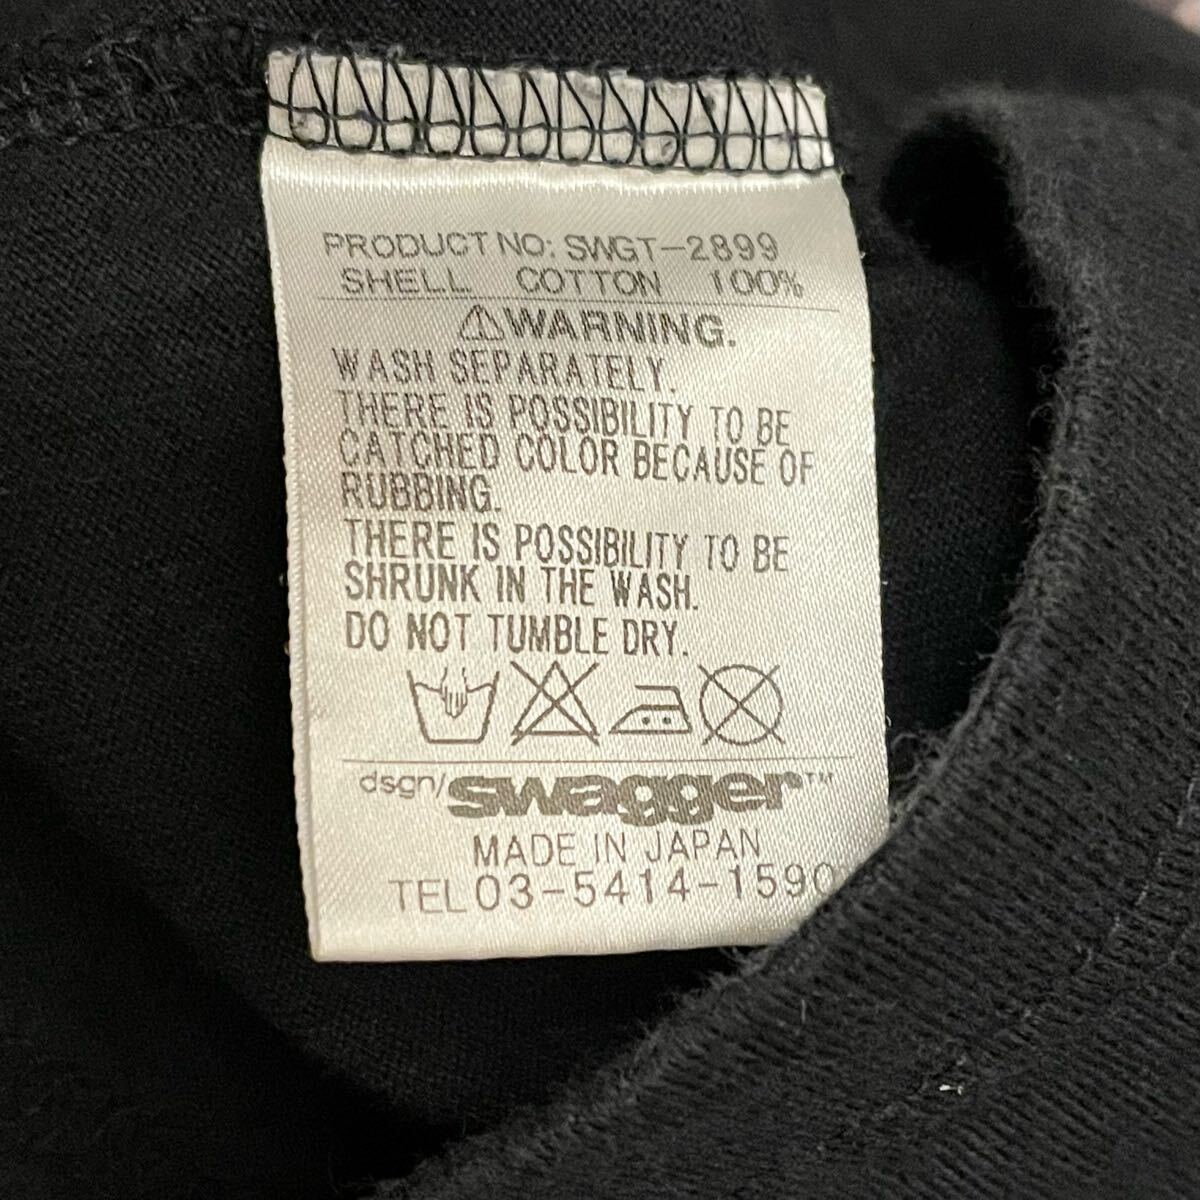 PRODUCT NO: SWGT-2899
SHELL COTTON 100%
⚠WARNING.
WASH SEPARATELY.
THERE IS POSSIBILITY TO BE
CATCHED COLOR BECAUSE OF
RUBBING.
THERE IS POSSIBILITY TO BE
SHRUNK IN THE WASH.
DO NOT TUMBLE DRY.
dsgn/swagger™
MADE IN JAPAN
TEL 03-5414-1590